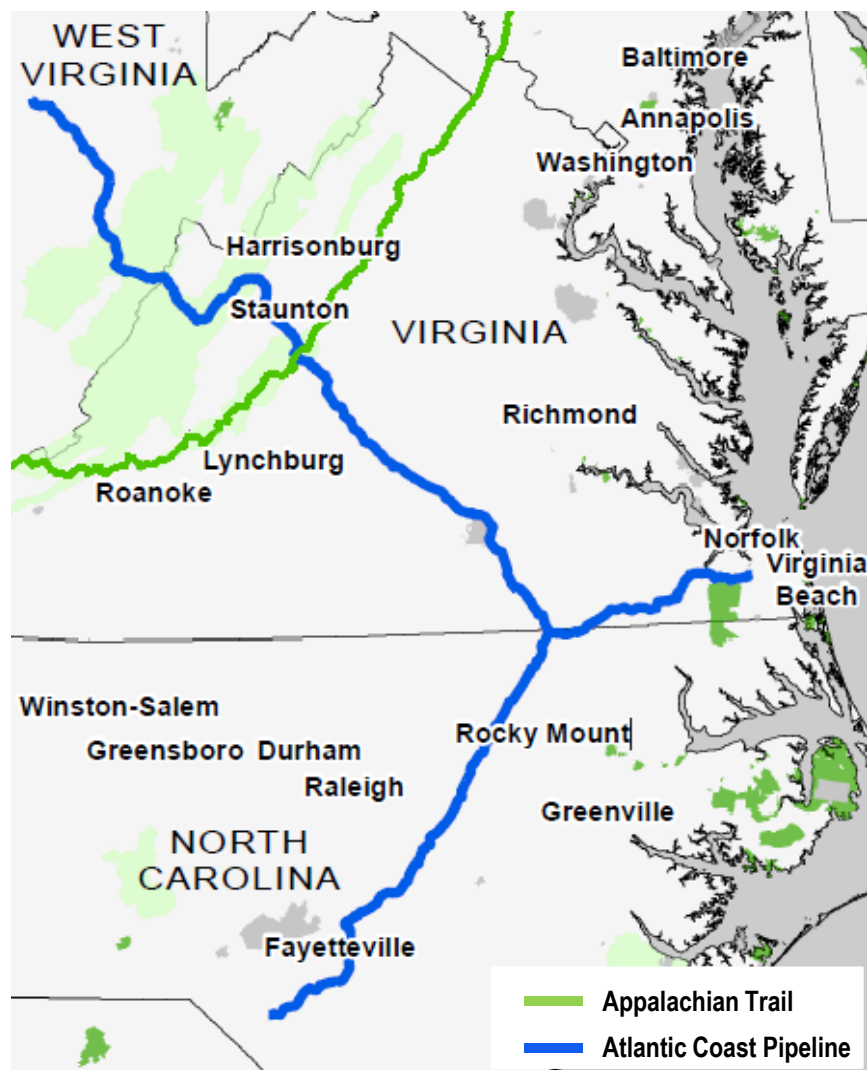 WEST
VIRGINIA
Baltimore
Annapolis
Washington
Harrisonburg
Staunton
VIRGINIA
Richmond
Lynchburg
Roanoke
Norfolk
Virginia
Beach
Winston-Salem
Rocky Mount
Greensboro Durham
Raleigh
Greenville
NORTH
CAROLINA
Fayetteville
Appalachian Trail
Atlantic Coast Pipeline